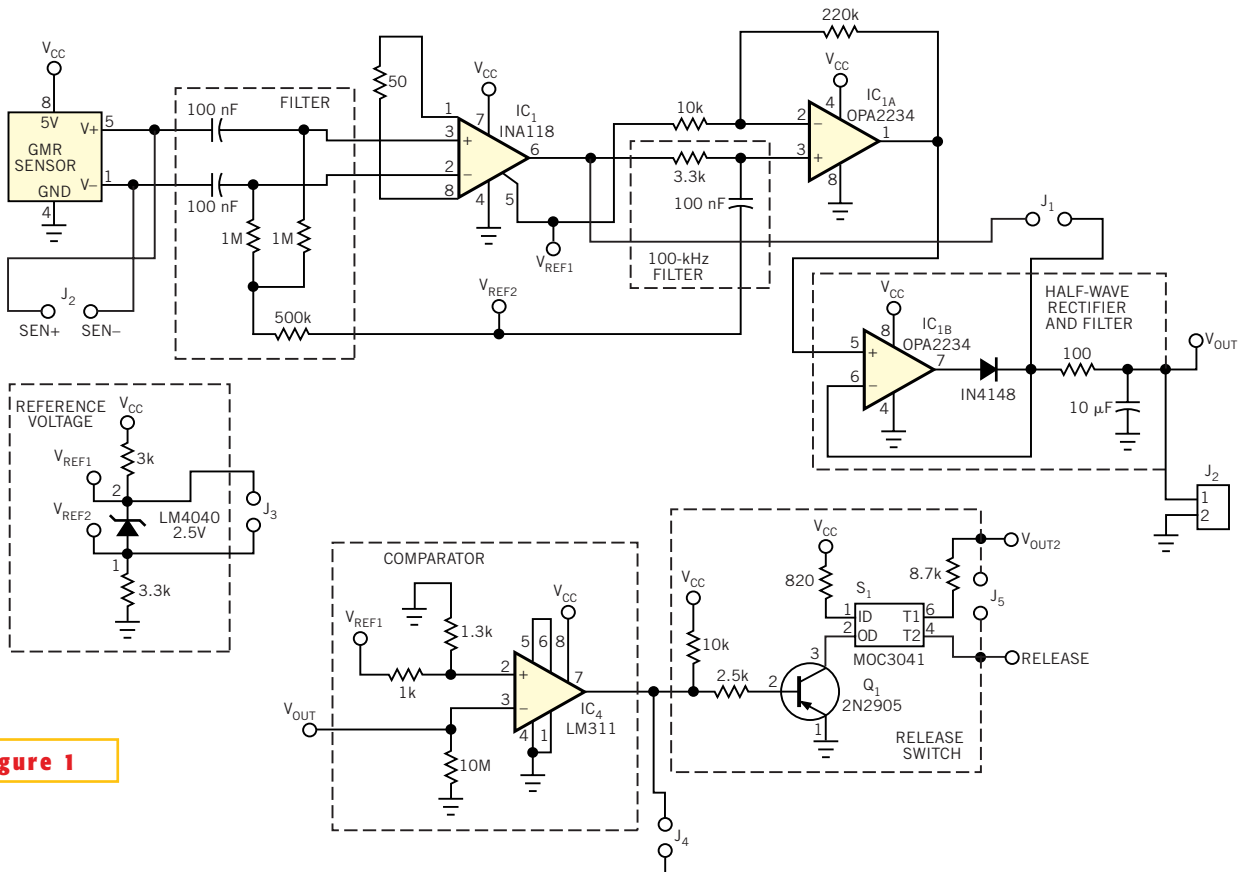 220k
VCC
8
5V
GMR
SENSOR
GND
4
V+
5
V–
1
J2
SEN+
SEN–
100 nF
FILTER
100 nF
1M
1M
500k
50
VCC
IC1
INA118
1
3
+
2
–
8
7
6
4
5
VREF1
VREF2
10k
3.3k
100 nF
100-kHz
FILTER
VCC
IC1A
OPA2234
4
2
–
3
+
1
8
J1
HALF-WAVE
RECTIFIER
AND FILTER
VCC
8
IC1B
OPA2234
5
+
6
–
7
4
IN4148
100
10 µF
VOUT
J2
1
2
REFERENCE
VOLTAGE
VCC
3k
VREF1
2
VREF2
LM4040
2.5V
1
3.3k
J3
COMPARATOR
VREF1
1.3k
1k
VOUT
10M
VCC
5
6
8
2
+
3
–
7
4
1
IC4
LM311
J4
VCC
10k
2.5k
VCC
820
S1
1
ID
2
OD
T1
6
T2
4
MOC3041
8.7k
VOUT2
J5
RELEASE
3
2
Q1
2N2905
1
RELEASE
SWITCH
gure 1